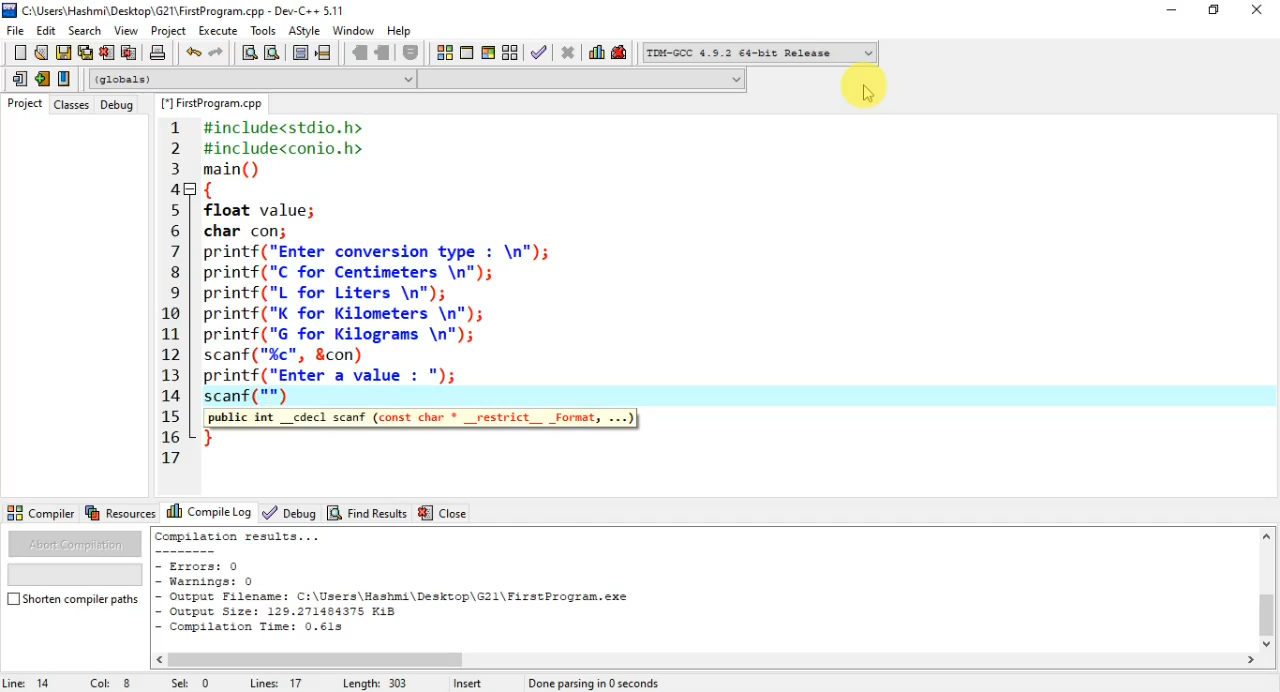 C:\Users\Hashmi\Desktop\G21\FirstProgram.cpp - Dev-C++ 5.11
File Edit Search View Project Execute Tools AStyle Window Help
TDM-GCC 4.9.2 64-bit Release
(globals)
Project Classes Debug [*] FirstProgram.cpp
1 #include<stdio.h>
2 #include<conio.h>
3 main()
4 {
5 float value;
6 char con;
7 printf("Enter conversion type : \n");
8 printf("C for Centimeters \n");
9 printf("L for Liters \n");
10 printf("K for Kilometers \n");
11 printf("G for Kilograms \n");
12 scanf("%c", &con)
13 printf("Enter a value : ");
14 scanf("")
15 public int __cdecl scanf (const char * __restrict__ _Format, ...)
16 }
17
Compiler Resources Compile Log Debug Find Results Close
Abort Compilation
Shorten compiler paths
Compilation results...
--------
- Errors: 0
- Warnings: 0
- Output Filename: C:\Users\Hashmi\Desktop\G21\FirstProgram.exe
- Output Size: 129.271484375 KiB
- Compilation Time: 0.61s
Line: 14 Col: 8 Sel: 0 Lines: 17 Length: 303 Insert Done parsing in 0 seconds